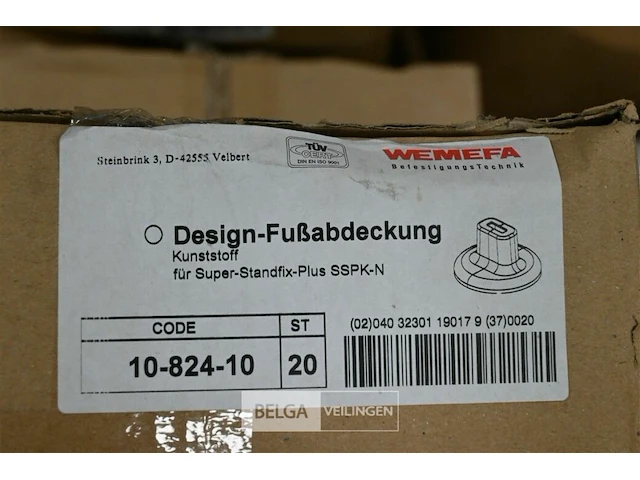 Steinbrink 3, D-42555 Velbert
TÜV
CERT
DIN EN ISO 9001
WEMEFA
BefestigungsTechnik
Design-Fußabdeckung
Kunststoff
für Super-Standfix-Plus SSPK-N
CODE
ST
10-824-10
20
(02)040 32301 19017 9 (37)0020
BELGA VEILINGEN